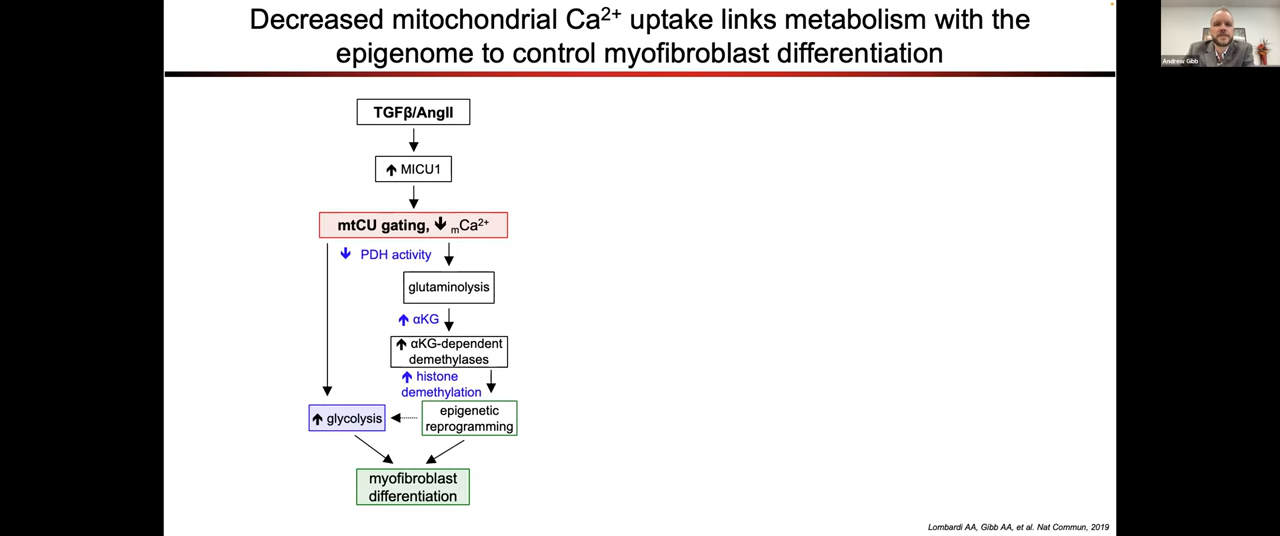 Decreased mitochondrial Ca²⁺ uptake links metabolism with the
epigenome to control myofibroblast differentiation
Andrew Gibb
TGFβ/AngII
↑ MICU1
mtCU gating, ↓ mCa²⁺
↓ PDH activity
glutaminolysis
↑ αKG
↑ αKG-dependent
demethylases
↑ histone
demethylation
↑ glycolysis
epigenetic
reprogramming
myofibroblast
differentiation
Lombardi AA, Gibb AA, et al. Nat Commun, 2019